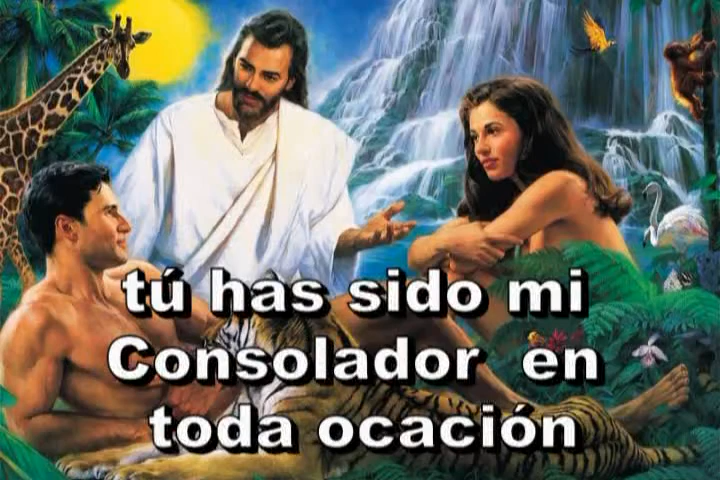 tú has sido mi
Consolador en
toda ocación